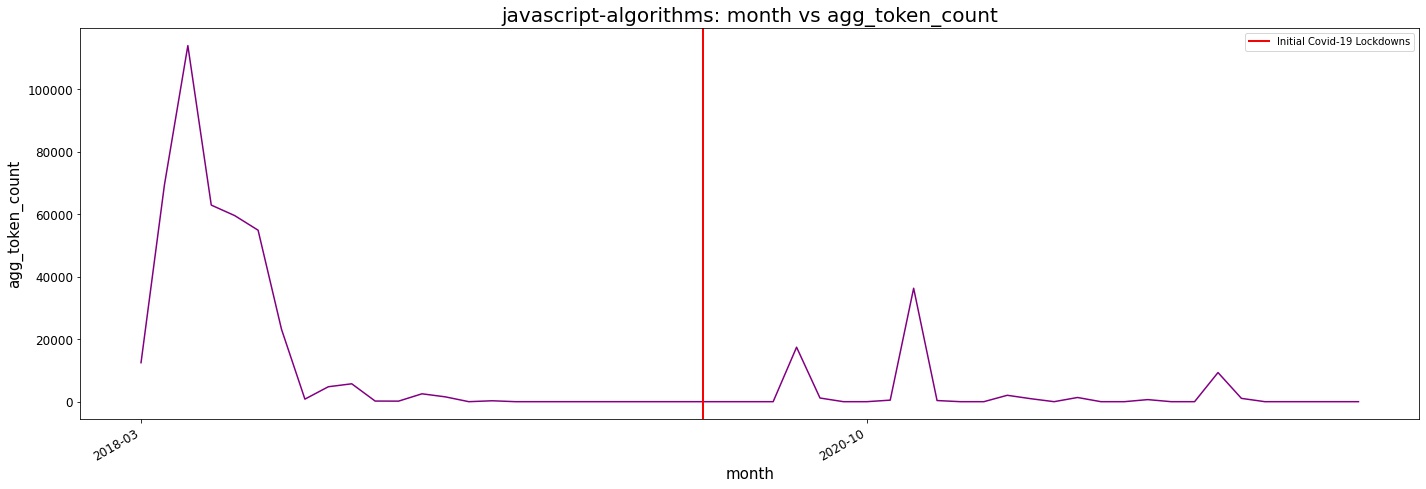 javascript-algorithms: month vs agg_token_count
Initial Covid-19 Lockdowns
agg_token_count
100000
80000
60000
40000
20000
0
2018-03
2020-10
month